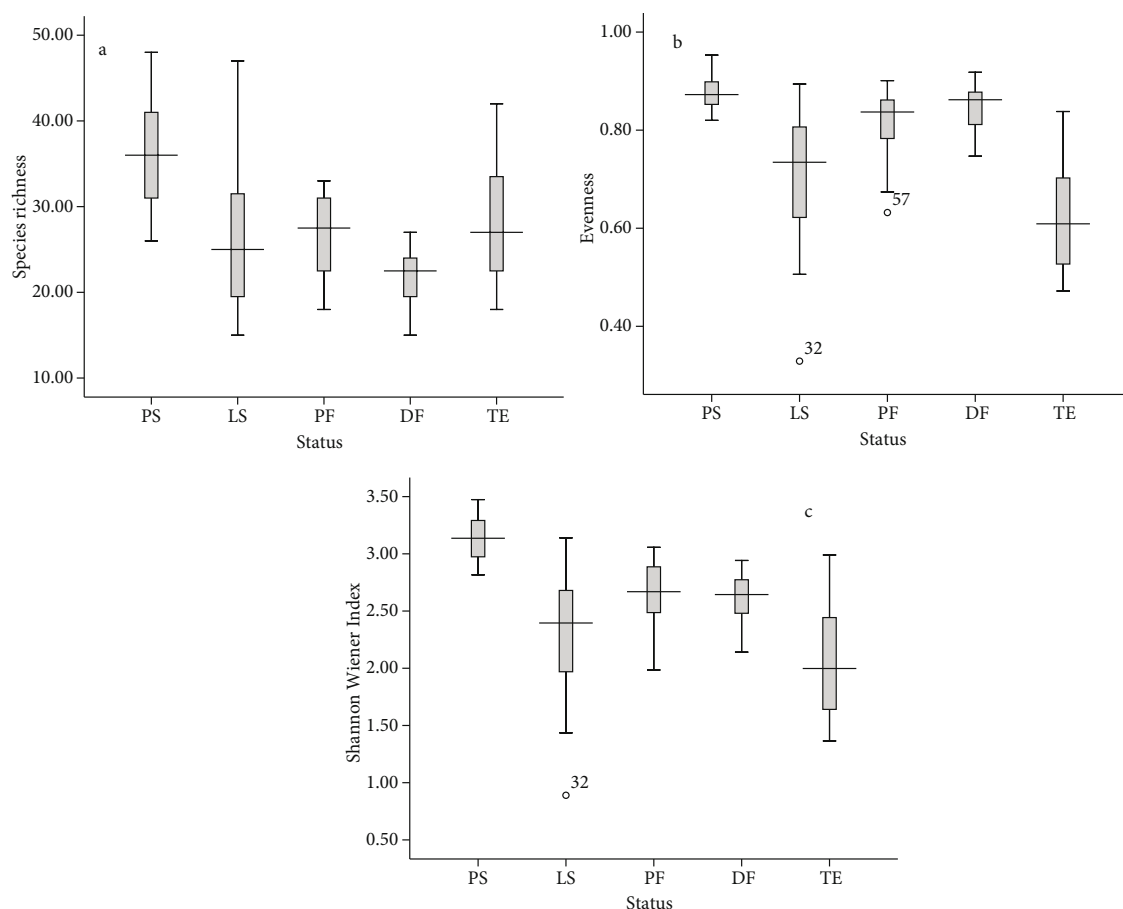 a
50.00
40.00
30.00
20.00
10.00
Species richness
PS LS PF DF TE
Status
b
1.00
0.80
0.60
0.40
Evenness
57
32
PS LS PF DF TE
Status
c
3.50
3.00
2.50
2.00
1.50
1.00
0.50
Shannon Wiener Index
32
PS LS PF DF TE
Status